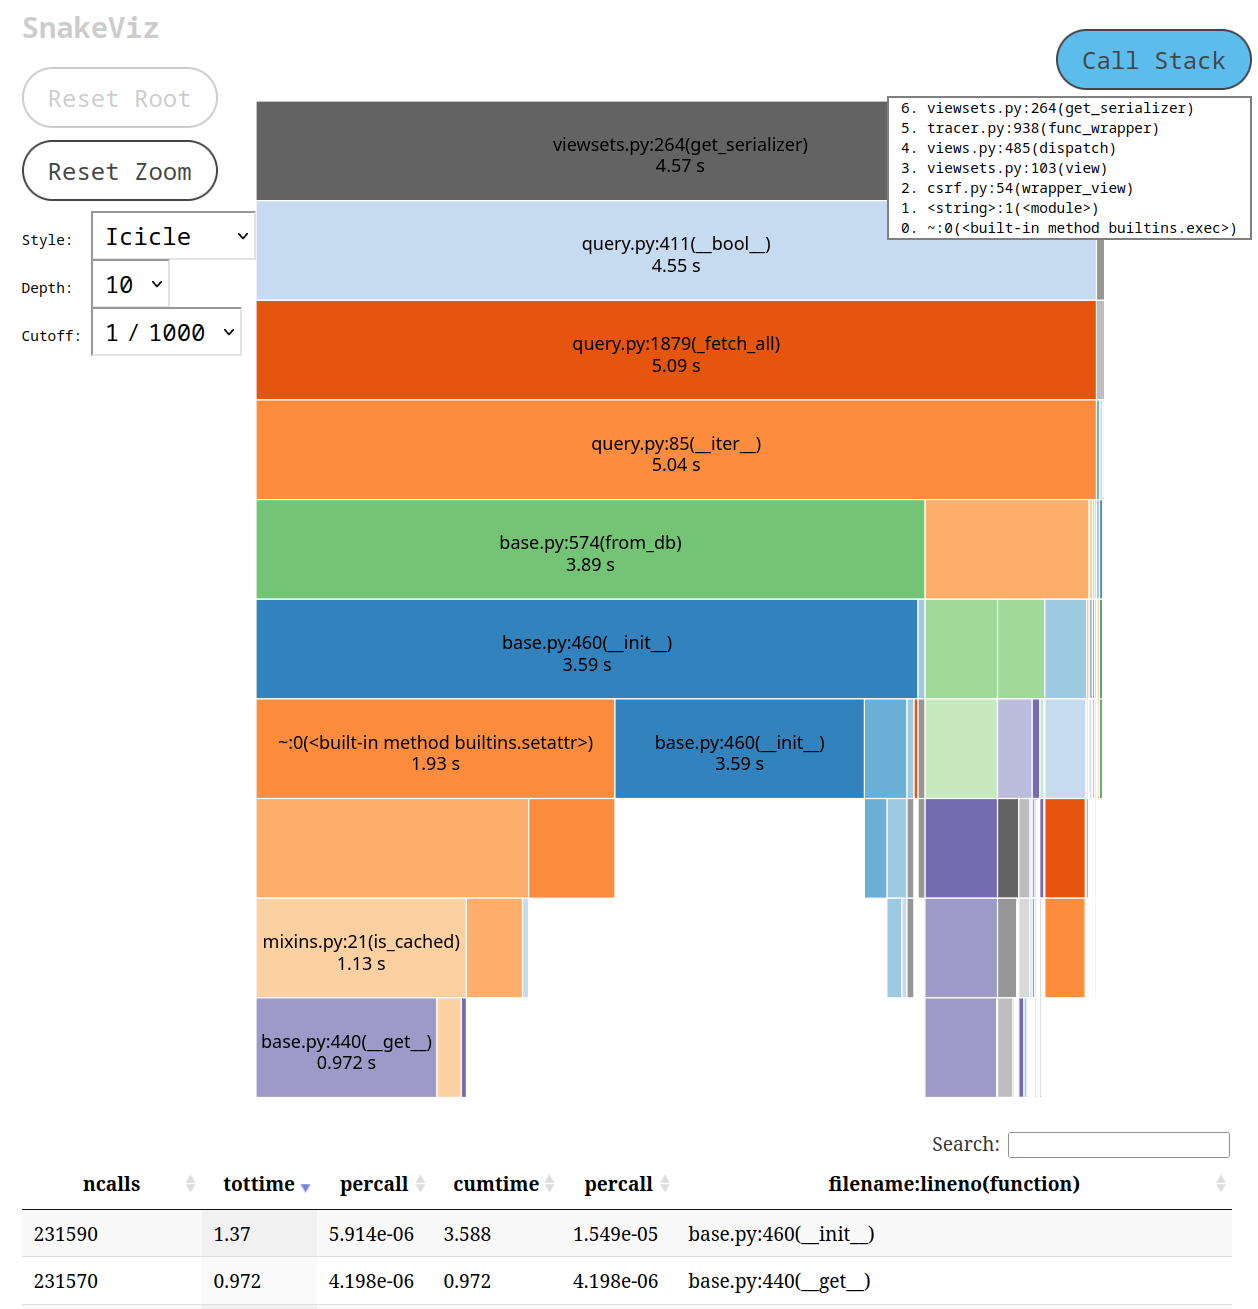 SnakeViz
Reset Root
Reset Zoom
Style: Icicle
Depth: 10
Cutoff: 1 / 1000
Call Stack
6. viewsets.py:264(get_serializer)
5. tracer.py:938(func_wrapper)
4. views.py:485(dispatch)
3. viewsets.py:103(view)
2. csrf.py:54(wrapper_view)
1. <string>:1(<module>)
0. ~:0(<built-in method builtins.exec>)
viewsets.py:264(get_serializer)
4.57 s
query.py:411(__bool__)
4.55 s
query.py:1879(_fetch_all)
5.09 s
query.py:85(__iter__)
5.04 s
base.py:574(from_db)
3.89 s
base.py:460(__init__)
3.59 s
~:0(<built-in method builtins.setattr>)
1.93 s
base.py:460(__init__)
3.59 s
mixins.py:21(is_cached)
1.13 s
base.py:440(__get__)
0.972 s
Search:
ncalls tottime percall cumtime percall filename:lineno(function)
231590 1.37 5.914e-06 3.588 1.549e-05 base.py:460(__init__)
231570 0.972 4.198e-06 0.972 4.198e-06 base.py:440(__get__)